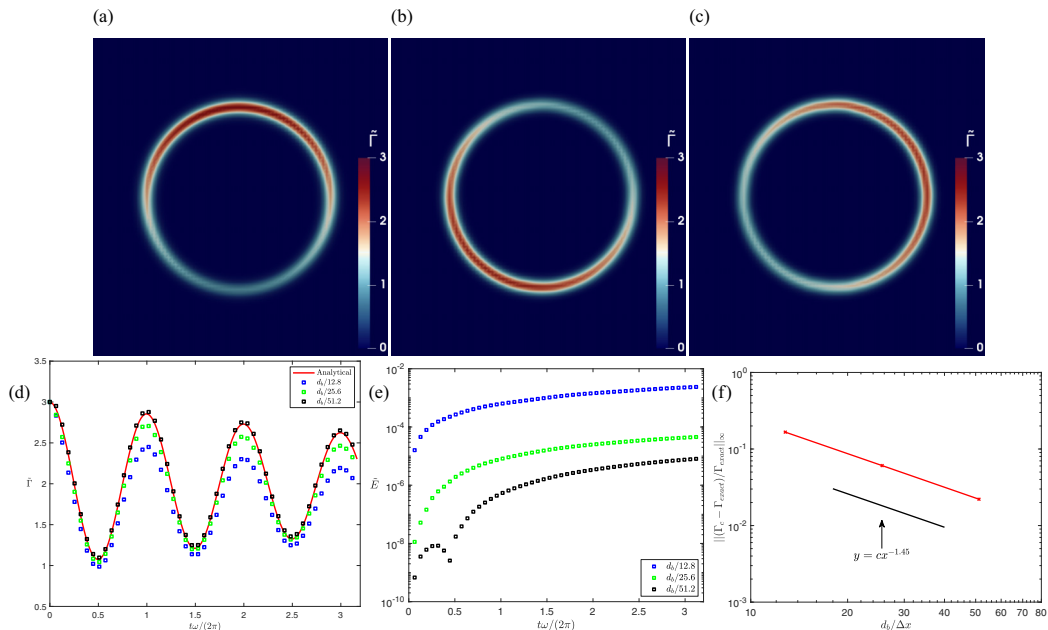 (a)
(b)
(c)
Γ̃
3
2
1
0
Γ̃
3
2
1
0
Γ̃
3
2
1
0
(d)
3.5
3
2.5
2
1.5
1
0.5
Γ̃
Analytical
d_b/12.8
d_b/25.6
d_b/51.2
0 0.5 1 1.5 2 2.5 3
tω/(2π)
(e)
10^-2
10^-4
10^-6
10^-8
10^-10
d_b/12.8
d_b/25.6
d_b/51.2
0 0.5 1 1.5 2 2.5 3
tω/(2π)
(f)
10^0
10^-1
10^-2
10^-3
||(Γ_c − Γ_exact)/Γ_exact||_∞
y = cx^-1.45
10 20 30 40 50 60 70 80
d_b/Δx